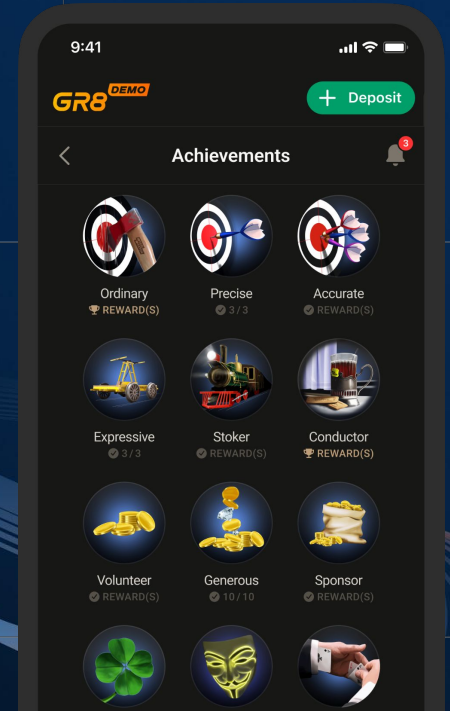 9:41
GR8 DEMO
+ Deposit
Achievements
3
Ordinary
REWARD(S)
Precise
3 / 3
Accurate
REWARD(S)
Expressive
3 / 3
Stoker
REWARD(S)
Conductor
REWARD(S)
Volunteer
REWARD(S)
Generous
10 / 10
Sponsor
REWARD(S)